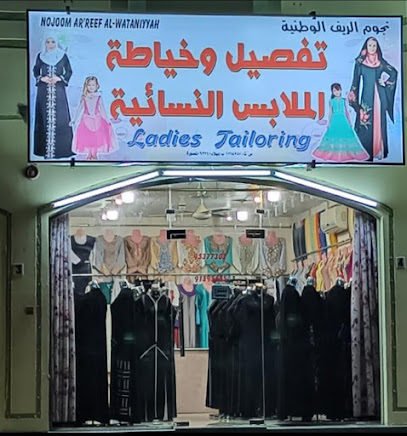 NOJOOM AR'REEF AL-WATANIYYAH
نجوم الريف الوطنية
تفصيل وخياطة
الملابس النسائية
Ladies Tailoring